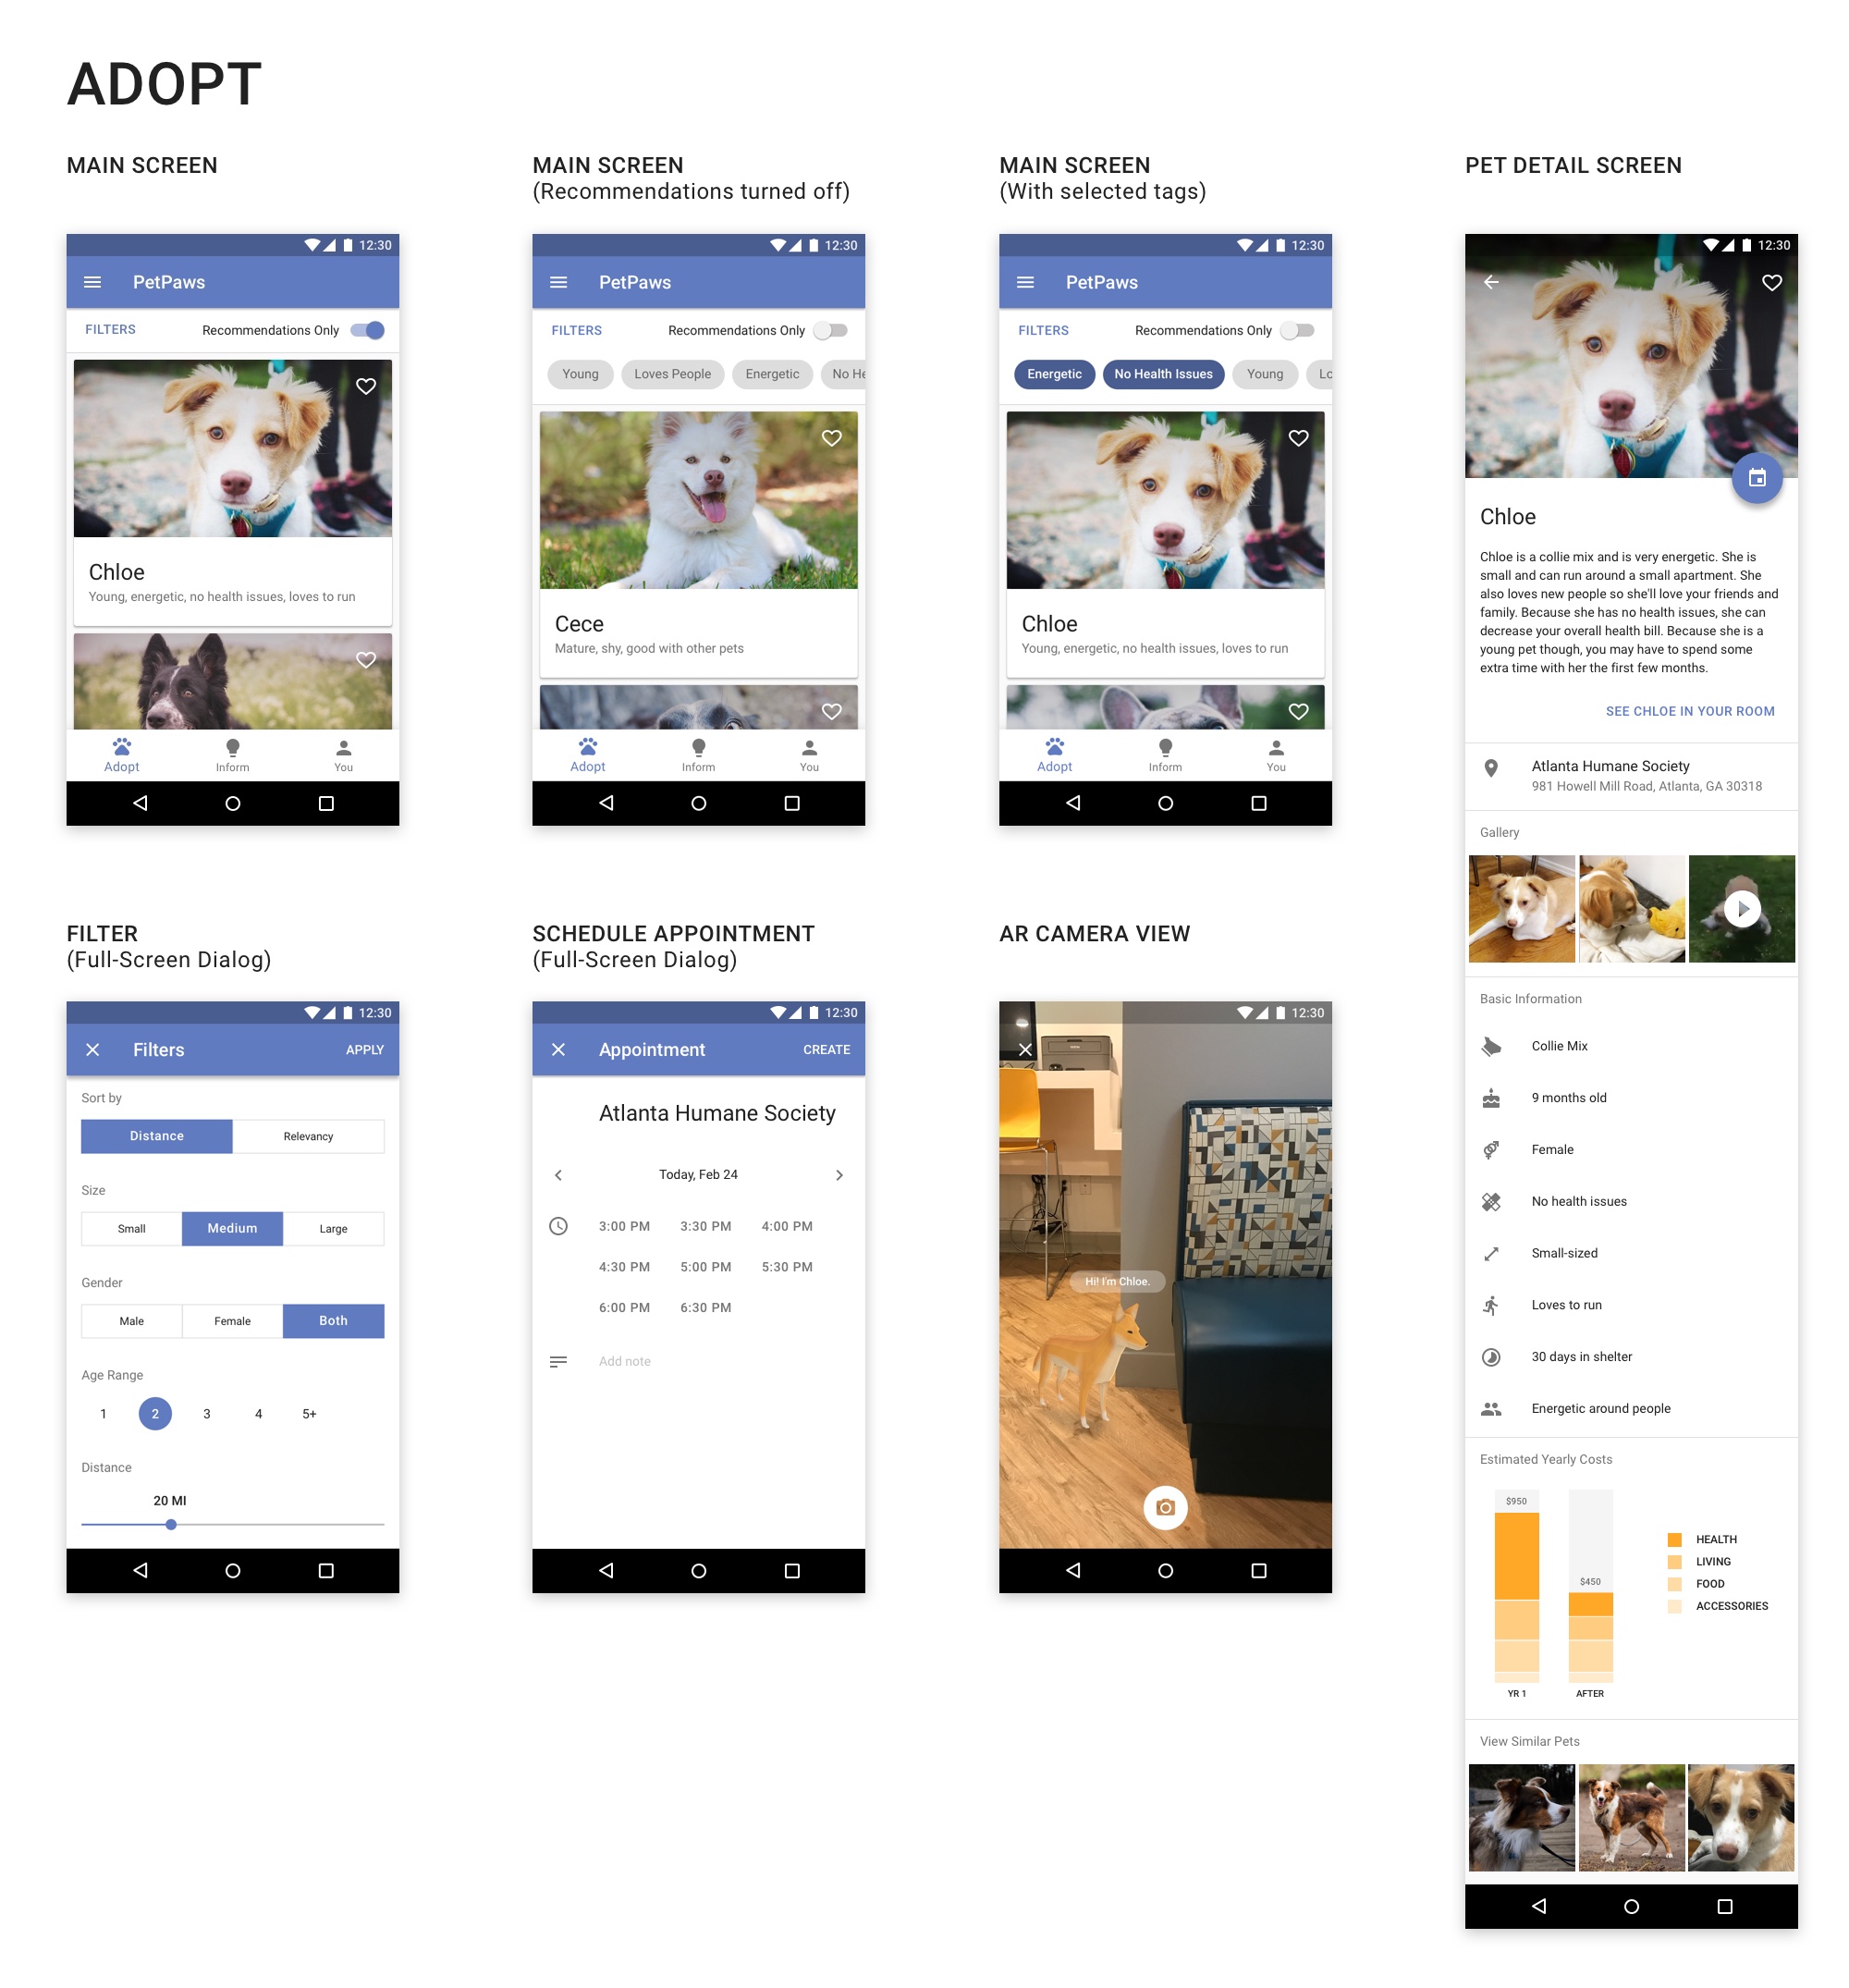 ADOPT
MAIN SCREEN
12:30
PetPaws
FILTERS Recommendations Only
Chloe
Young, energetic, no health issues, loves to run
Adopt Inform You
MAIN SCREEN
(Recommendations turned off)
12:30
PetPaws
FILTERS Recommendations Only
Young Loves People Energetic No He
Cece
Mature, shy, good with other pets
Adopt Inform You
MAIN SCREEN
(With selected tags)
12:30
PetPaws
FILTERS Recommendations Only
Energetic No Health Issues Young Lo
Chloe
Young, energetic, no health issues, loves to run
Adopt Inform You
PET DETAIL SCREEN
12:30
Chloe
Chloe is a collie mix and is very energetic. She is
small and can run around a small apartment. She
also loves new people so she'll love your friends and
family. Because she has no health issues, she can
decrease your overall health bill. Because she is a
young pet though, you may have to spend some
extra time with her the first few months.
SEE CHLOE IN YOUR ROOM
Atlanta Humane Society
981 Howell Mill Road, Atlanta, GA 30318
Gallery
Basic Information
Collie Mix
9 months old
Female
No health issues
Small-sized
Loves to run
30 days in shelter
Energetic around people
Estimated Yearly Costs
$950
$450
HEALTH
LIVING
FOOD
ACCESSORIES
YR 1 AFTER
View Similar Pets
FILTER
(Full-Screen Dialog)
12:30
Filters APPLY
Sort by
Distance Relevancy
Size
Small Medium Large
Gender
Male Female Both
Age Range
1 2 3 4 5+
Distance
20 MI
SCHEDULE APPOINTMENT
(Full-Screen Dialog)
12:30
Appointment CREATE
Atlanta Humane Society
Today, Feb 24
3:00 PM 3:30 PM 4:00 PM
4:30 PM 5:00 PM 5:30 PM
6:00 PM 6:30 PM
Add note
AR CAMERA VIEW
12:30
Hi! I'm Chloe.